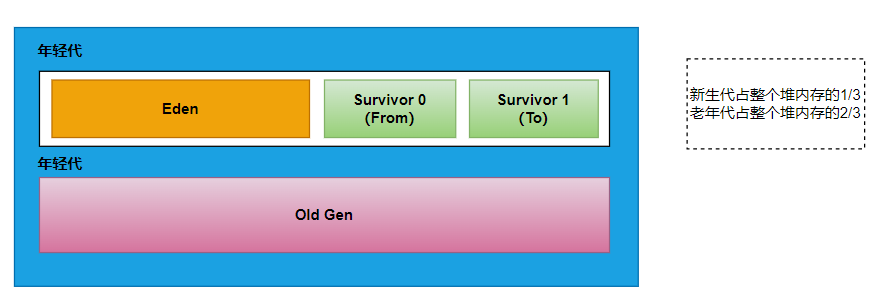 年轻代
Eden
Survivor 0
(From)
Survivor 1
(To)
新生代占整个堆内存的1/3
老年代占整个堆内存的2/3
年轻代
Old Gen